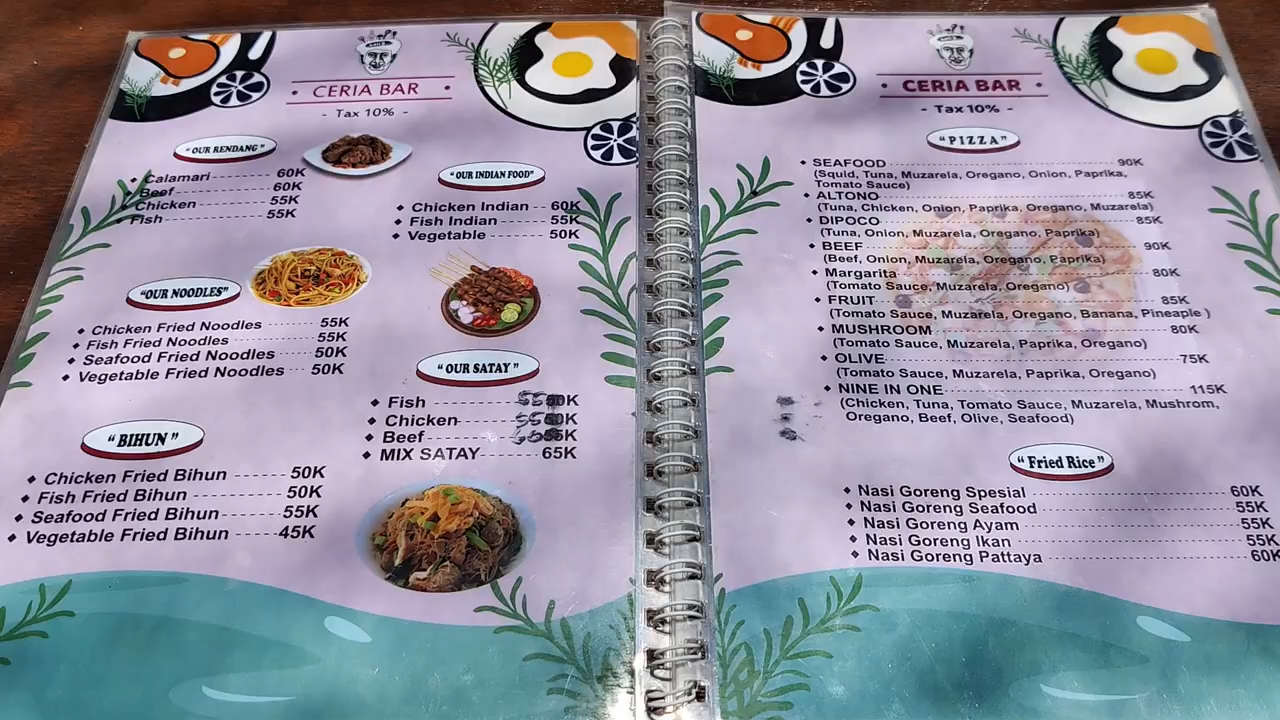 CERIA BAR
- Tax 10% -
"OUR RENDANG"
Calamari 60K
Beef 60K
Chicken 55K
Fish 55K
"OUR INDIAN FOOD"
Chicken Indian 60K
Fish Indian 55K
Vegetable 50K
"OUR NOODLES"
Chicken Fried Noodles 55K
Fish Fried Noodles 55K
Seafood Fried Noodles 50K
Vegetable Fried Noodles 50K
"OUR SATAY"
Fish
Chicken
Beef
MIX SATAY 65K
"BIHUN"
Chicken Fried Bihun 50K
Fish Fried Bihun 50K
Seafood Fried Bihun 55K
Vegetable Fried Bihun 45K
CERIA BAR
- Tax 10% -
"PIZZA"
SEAFOOD 90K
(Squid, Tuna, Muzarela, Oregano, Onion, Paprika,
Tomato Sauce)
ALTONO 85K
(Tuna, Chicken, Onion, Paprika, Oregano, Muzarela)
DIPOCO 85K
(Tuna, Onion, Muzarela, Oregano, Paprika)
BEEF 90K
(Beef, Onion, Muzarela, Oregano, Paprika)
Margarita 80K
(Tomato Sauce, Muzarela, Oregano)
FRUIT 85K
(Tomato Sauce, Muzarela, Oregano, Banana, Pineaple )
MUSHROOM 80K
(Tomato Sauce, Muzarela, Paprika, Oregano)
OLIVE 75K
(Tomato Sauce, Muzarela, Paprika, Oregano)
NINE IN ONE 115K
(Chicken, Tuna, Tomato Sauce, Muzarela, Mushrom,
Oregano, Beef, Olive, Seafood)
"Fried Rice"
Nasi Goreng Spesial 60K
Nasi Goreng Seafood 55K
Nasi Goreng Ayam 55K
Nasi Goreng Ikan 55K
Nasi Goreng Pattaya 60K